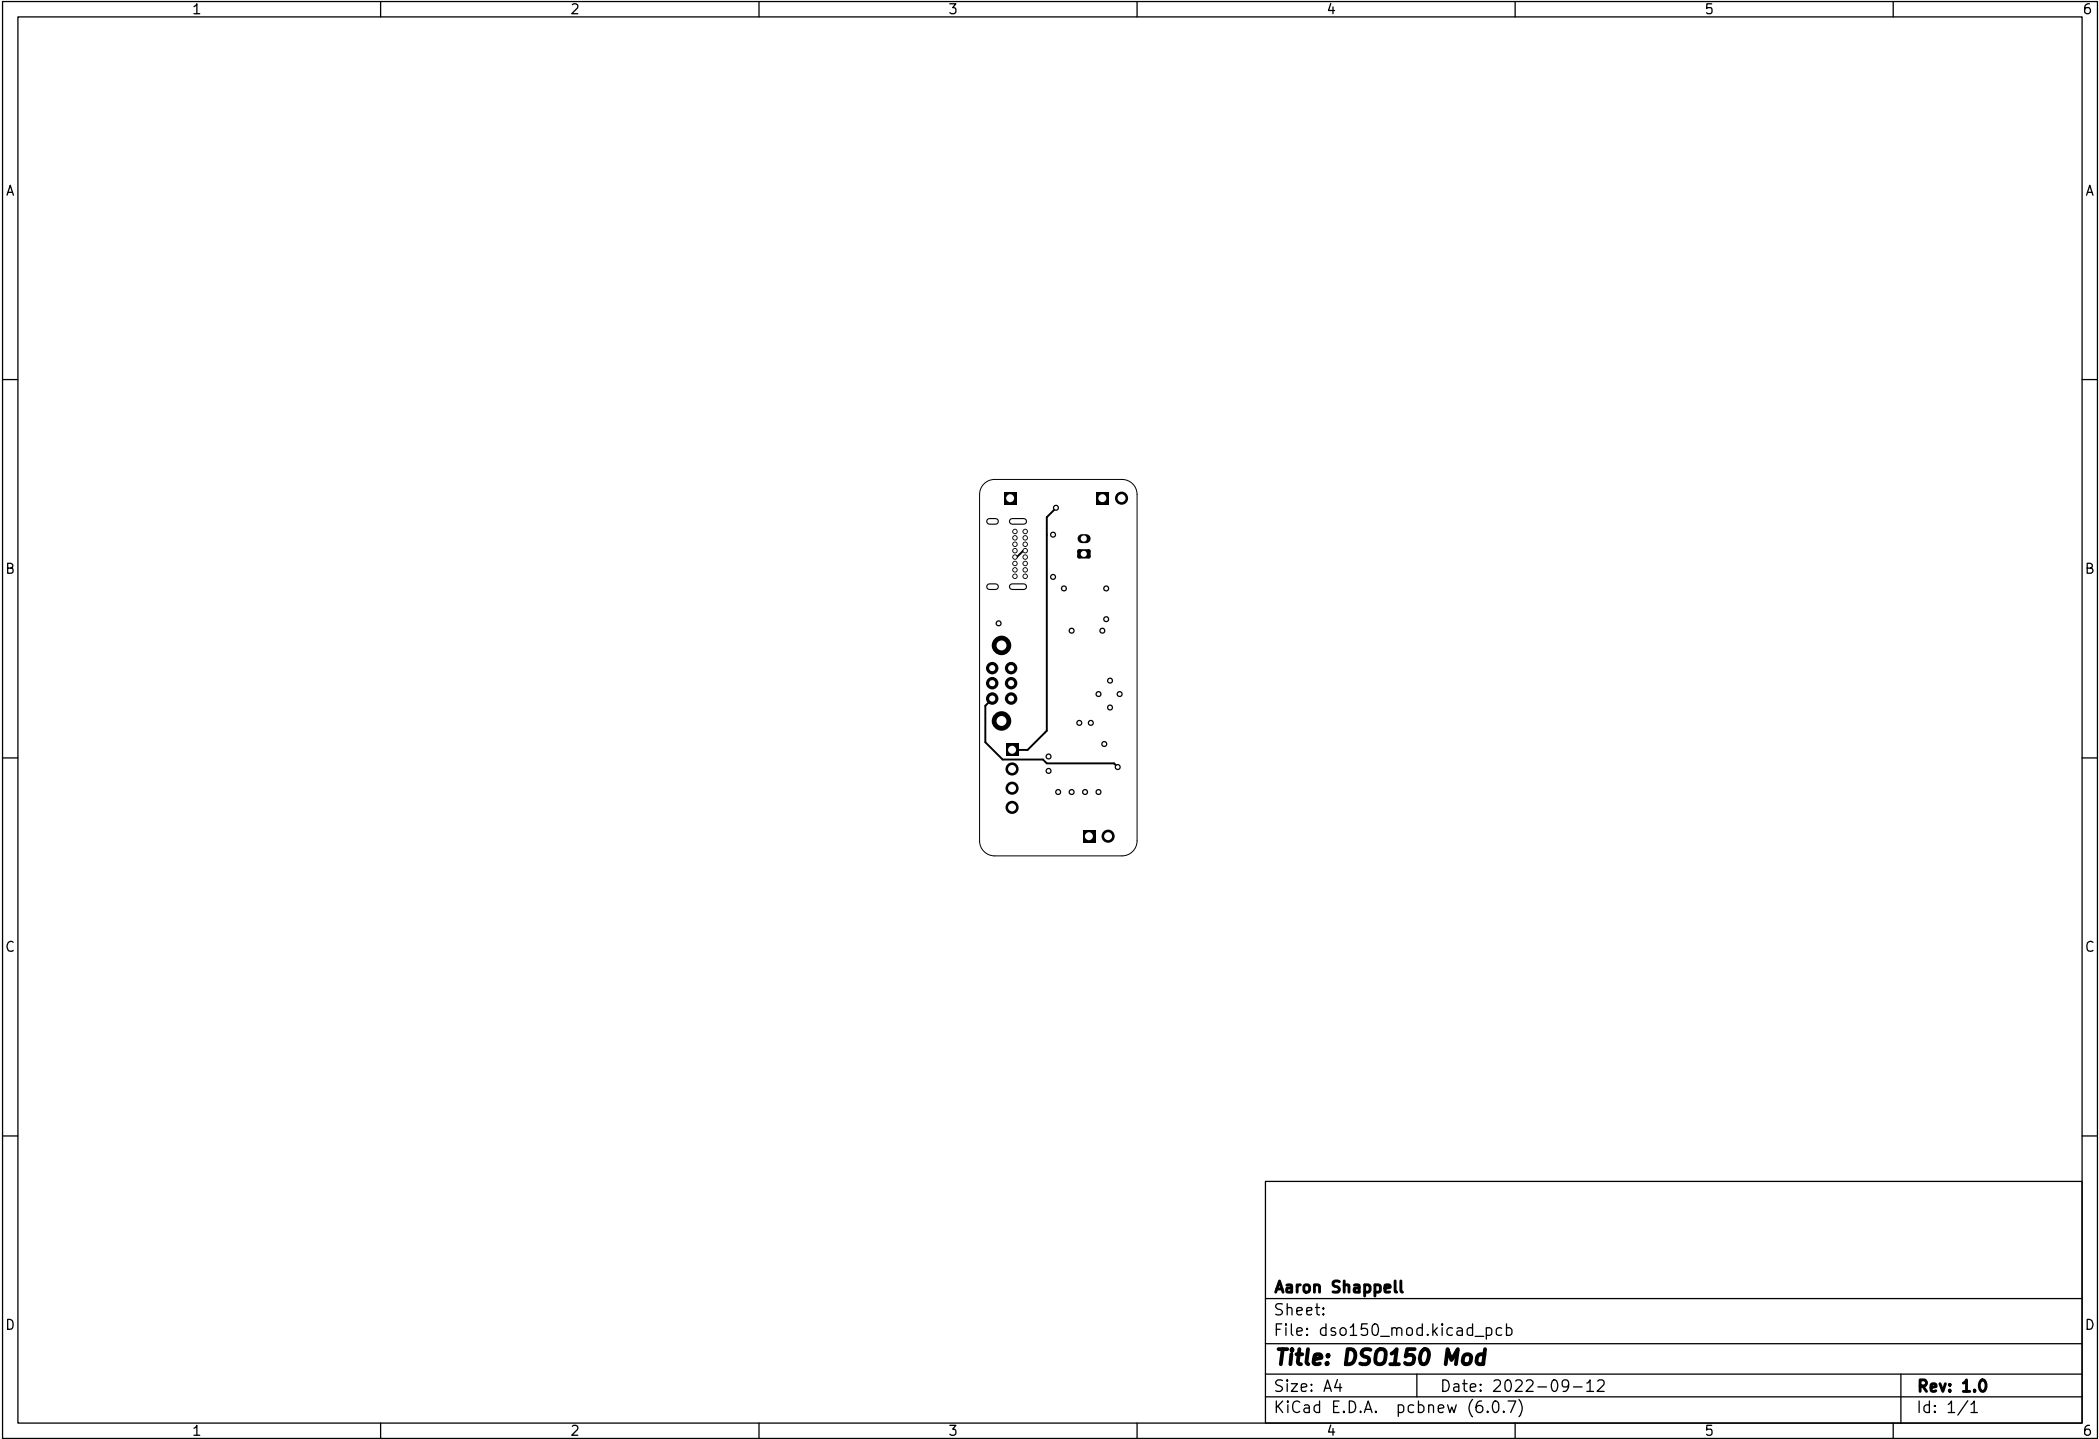 1 2 3 4 5 6
A A
B B
C C
Aaron Shappell
Sheet:
File: dso150_mod.kicad_pcb
D D
Title: DSO150 Mod
Size: A4 Date: 2022-09-12 Rev: 1.0
KiCad E.D.A. pcbnew (6.0.7) Id: 1/1
1 2 3 4 5 6